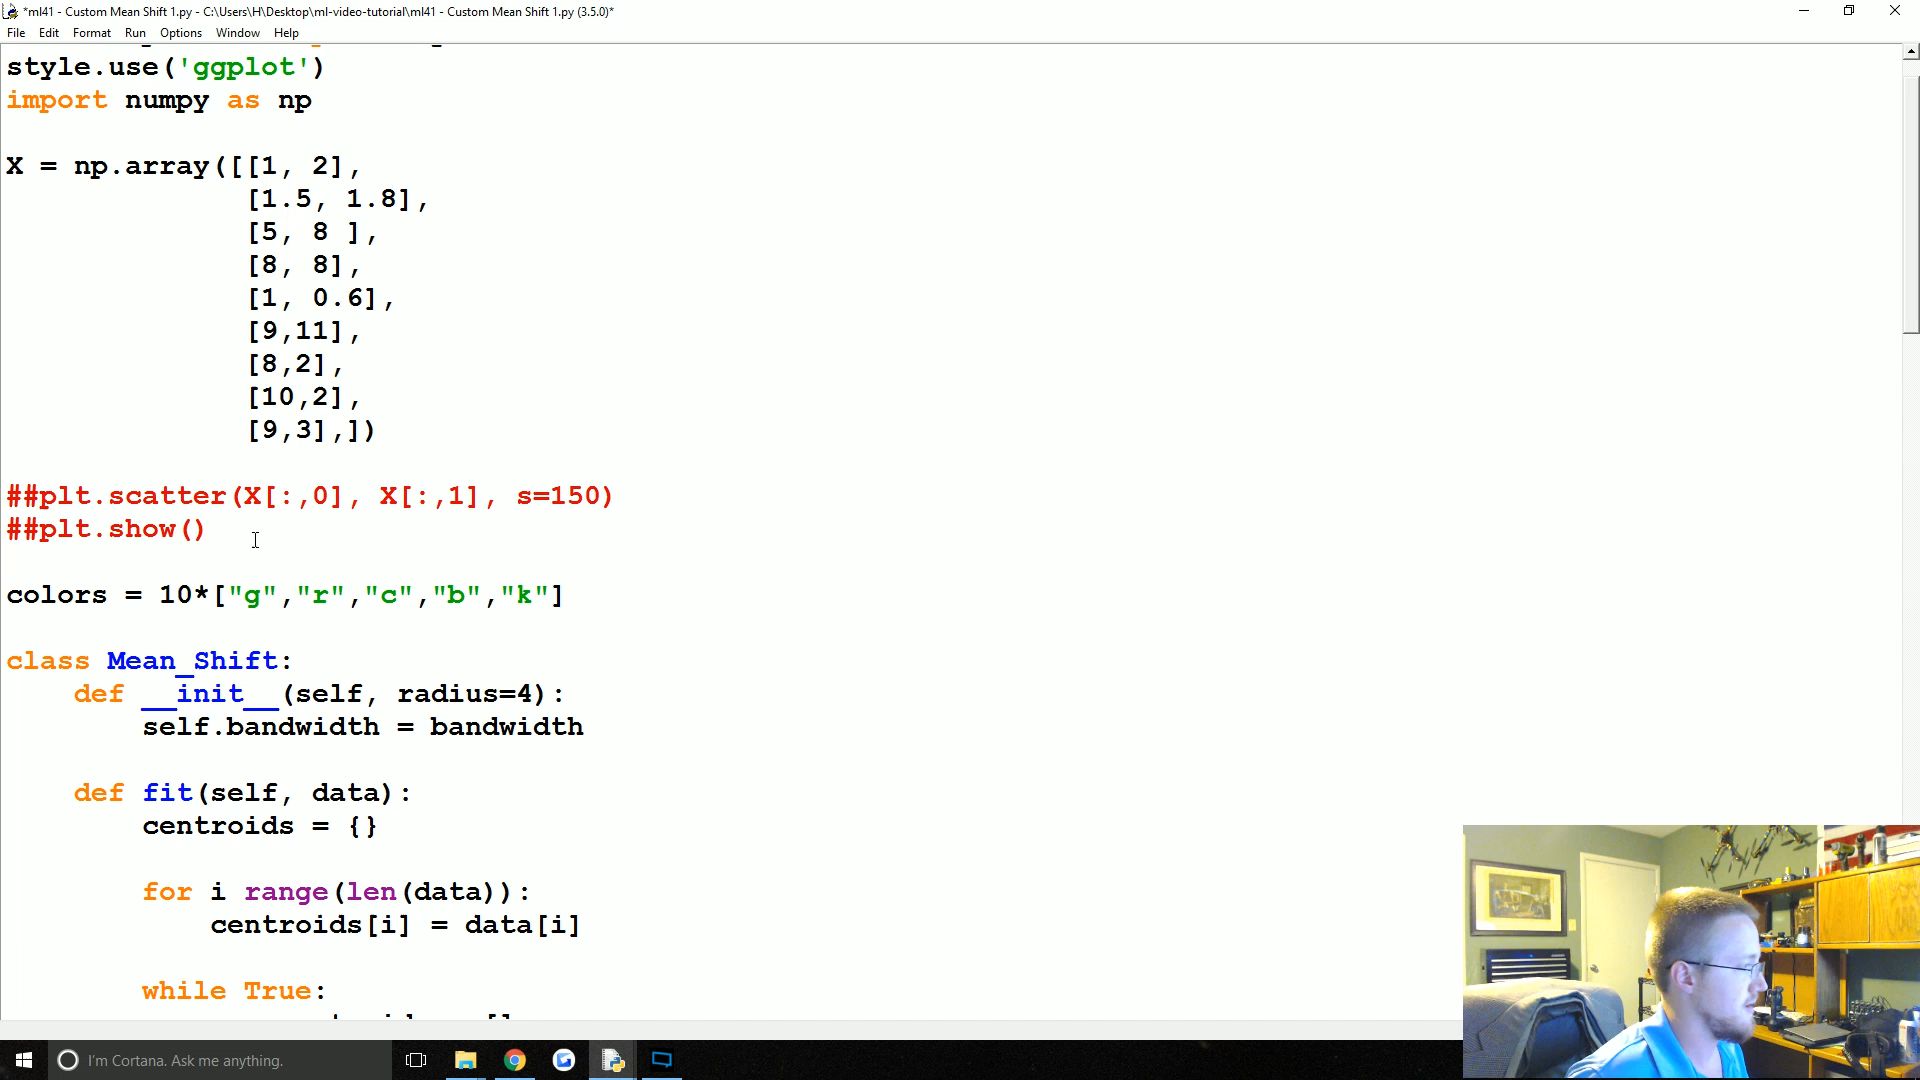 *ml41 - Custom Mean Shift 1.py - C:\Users\H\Desktop\ml-video-tutorial\ml41 - Custom Mean Shift 1.py (3.5.0)*
File Edit Format Run Options Window Help
style.use('ggplot')
import numpy as np
X = np.array([[1, 2],
[1.5, 1.8],
[5, 8 ],
[8, 8],
[1, 0.6],
[9,11],
[8,2],
[10,2],
[9,3],])
##plt.scatter(X[:,0], X[:,1], s=150)
##plt.show()
colors = 10*["g","r","c","b","k"]
class Mean_Shift:
def __init__(self, radius=4):
self.bandwidth = bandwidth
def fit(self, data):
centroids = {}
for i range(len(data)):
centroids[i] = data[i]
while True:
I'm Cortana. Ask me anything.